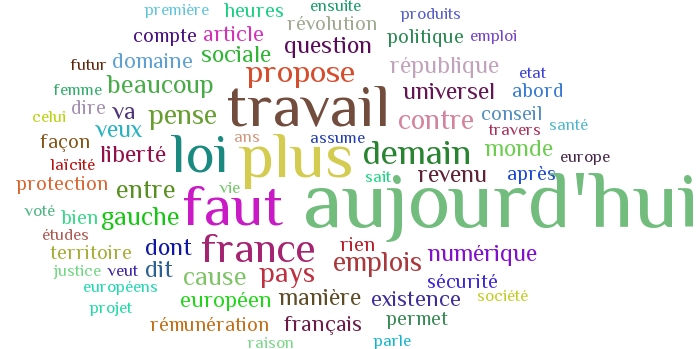 première heures ensuite produits
révolution
compte article question politique emploi
futur domaine sociale propose république etat
femme beaucoup travail universel abord
celui dire va pense contre conseil
veux ans assume travers santé
façon liberté loi plus demain monde europe
laïcité sait revenu après
protection entre vie faut aujourd'hui
voté bien gauche
études territoire dont france rien emplois numérique
justice veut dit cause pays sécurité
européens européen manière existence société
projet rémunération français permet
raison parle